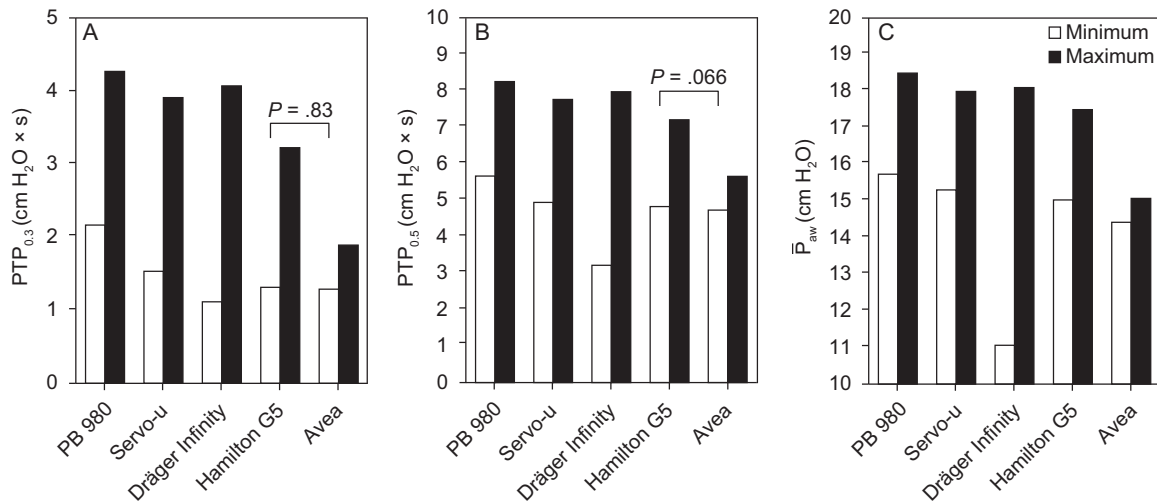 A
PTP0.3 (cm H2O × s)
5
4
3
2
1
0
P = .83
PB 980
Servo-u
Dräger Infinity
Hamilton G5
Avea
B
PTP0.5 (cm H2O × s)
10
8
7
6
5
4
3
2
1
0
P = .066
PB 980
Servo-u
Dräger Infinity
Hamilton G5
Avea
C
Minimum
Maximum
P̅aw (cm H2O)
20
19
18
17
16
15
14
13
12
11
10
PB 980
Servo-u
Dräger Infinity
Hamilton G5
Avea